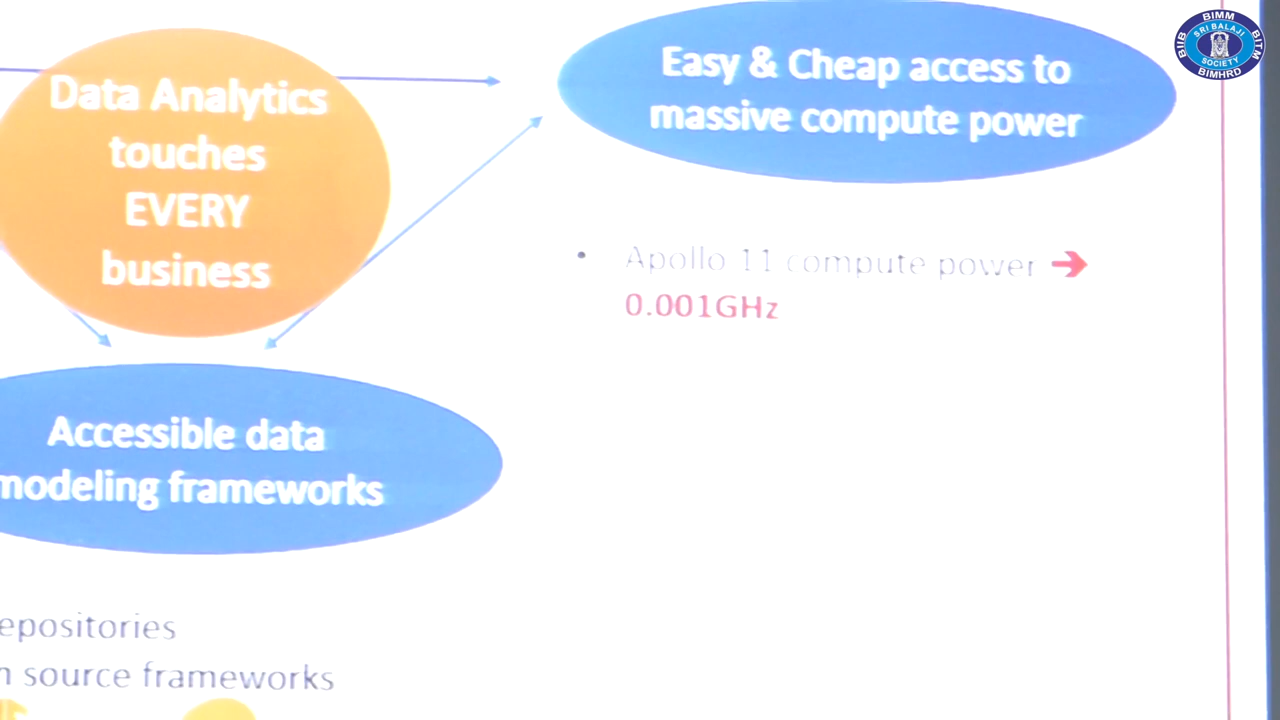 Data Analytics
touches
EVERY
business
Easy & Cheap access to
massive compute power
• Apollo 11 compute power ➔
0.001GHz
Accessible data
modeling frameworks
epositories
n source frameworks
BIMM
BIIB
BITM
BIMHRD
SRI BALAJI
SOCIETY